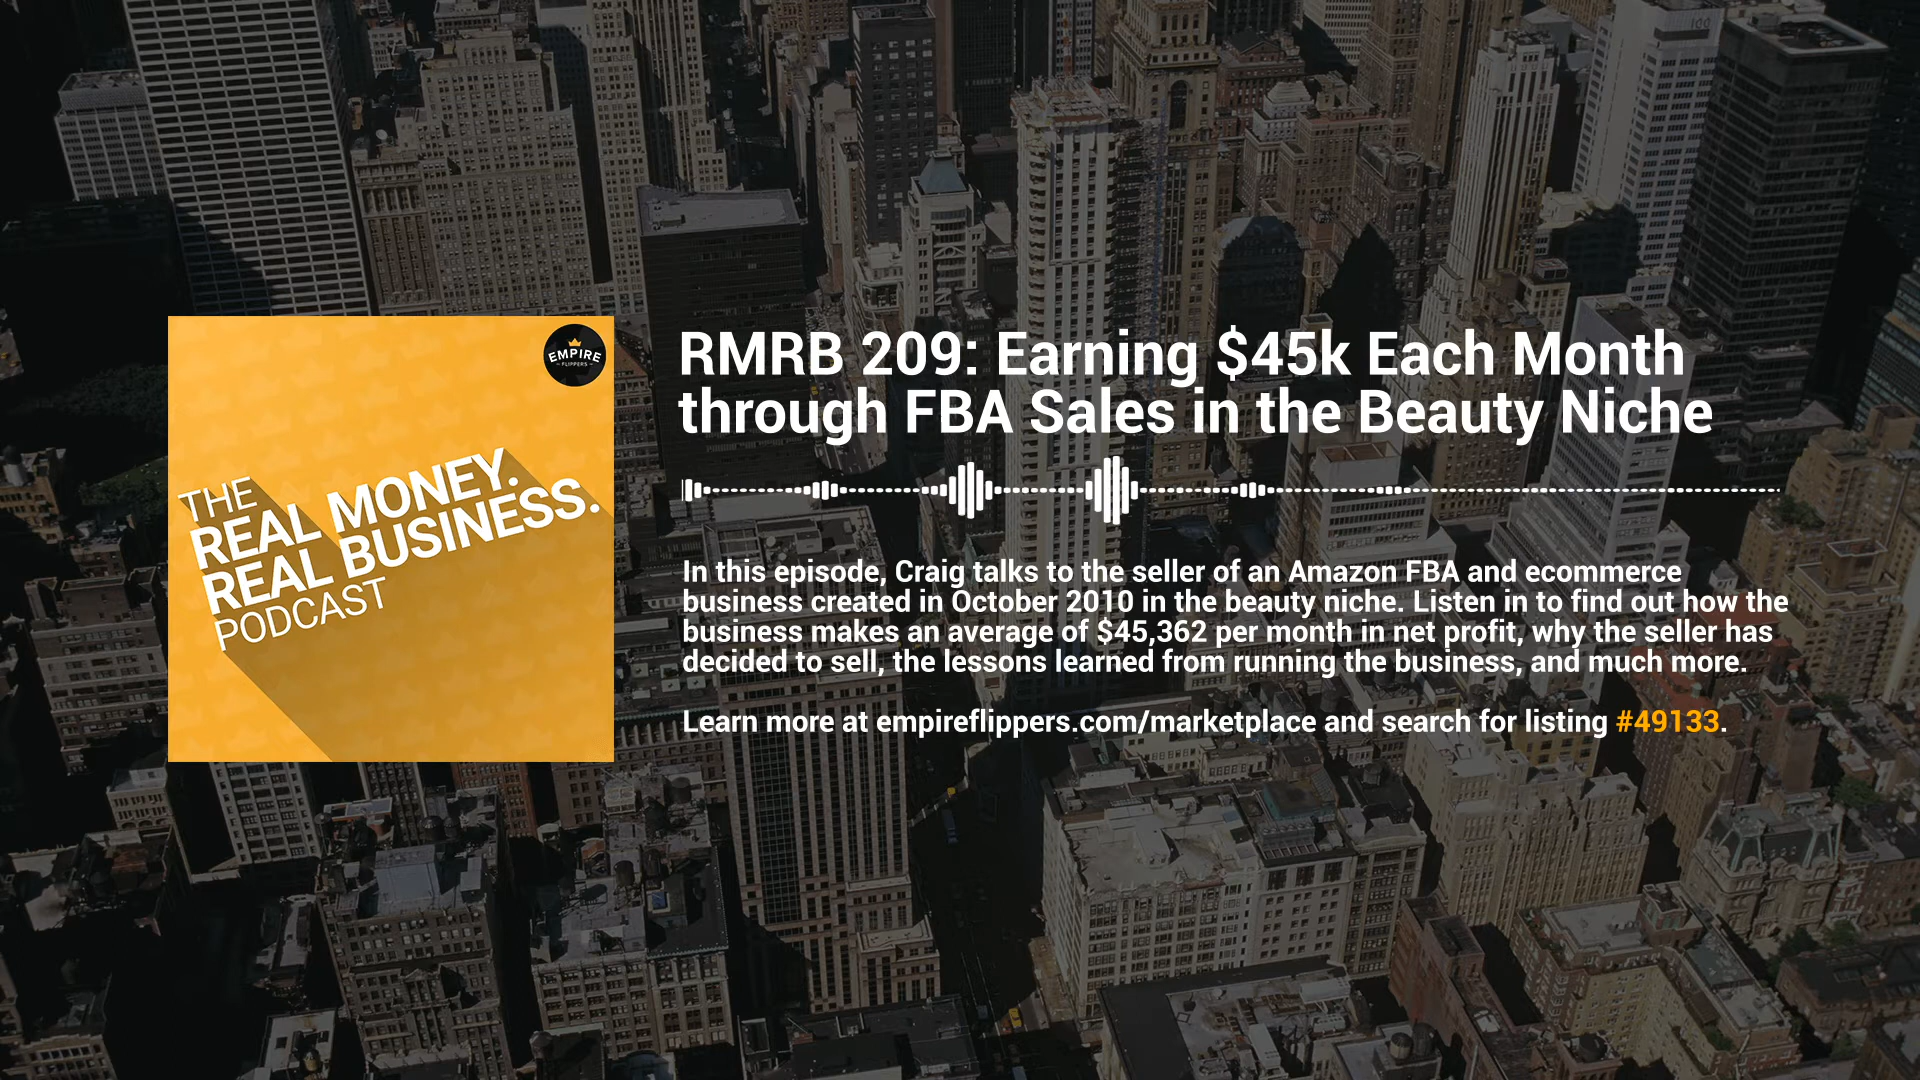 EMPIRE
FLIPPERS
THE
REAL MONEY.
REAL BUSINESS.
PODCAST
RMRB 209: Earning $45k Each Month
through FBA Sales in the Beauty Niche
In this episode, Craig talks to the seller of an Amazon FBA and ecommerce
business created in October 2010 in the beauty niche. Listen in to find out how the
business makes an average of $45,362 per month in net profit, why the seller has
decided to sell, the lessons learned from running the business, and much more.
Learn more at empireflippers.com/marketplace and search for listing #49133.
100